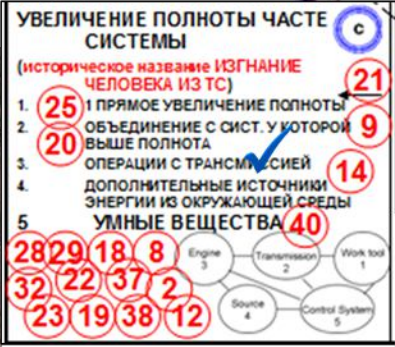 УВЕЛИЧЕНИЕ ПОЛНОТЫ ЧАСТЕ
СИСТЕМЫ
с
(историческое название ИЗГНАНИЕ
ЧЕЛОВЕКА ИЗ ТС)
21
1. 25 1 ПРЯМОЕ УВЕЛИЧЕНИЕ ПОЛНОТЫ
2. ОБЪЕДИНЕНИЕ С СИСТ. У КОТОРОЙ 9
20 ВЫШЕ ПОЛНОТА
3. ОПЕРАЦИИ С ТРАНСМИССИЕЙ 14
4. ДОПОЛНИТЕЛЬНЫЕ ИСТОЧНИКИ
ЭНЕРГИИ ИЗ ОКРУЖАЮЩЕЙ СРЕДЫ
5 УМНЫЕ ВЕЩЕСТВА 40
28 29 18 8
32 22 37 2
23 19 38 12
Engine
3
Transmission
2
Work tool
1
Source
4
Control System
5